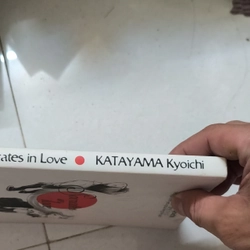 ates in Love KATAYAMA Kyoichi